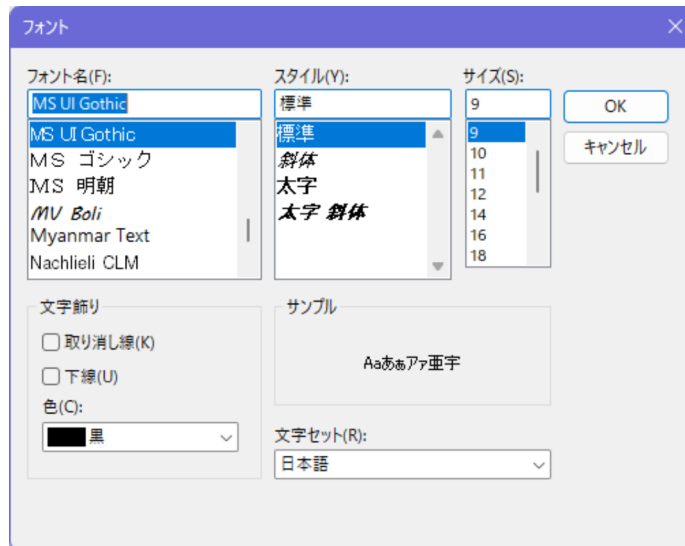 フォント
フォント名(F):
MS UI Gothic
MS UI Gothic
ＭＳ ゴシック
ＭＳ 明朝
MV Boli
Myanmar Text
Nachlieli CLM
スタイル(Y):
標準
標準
斜体
太字
太字 斜体
サイズ(S):
9
9
10
11
12
14
16
18
OK
キャンセル
文字飾り
取り消し線(K)
下線(U)
色(C):
黒
サンプル
Aaあぁアァ亜宇
文字セット(R):
日本語